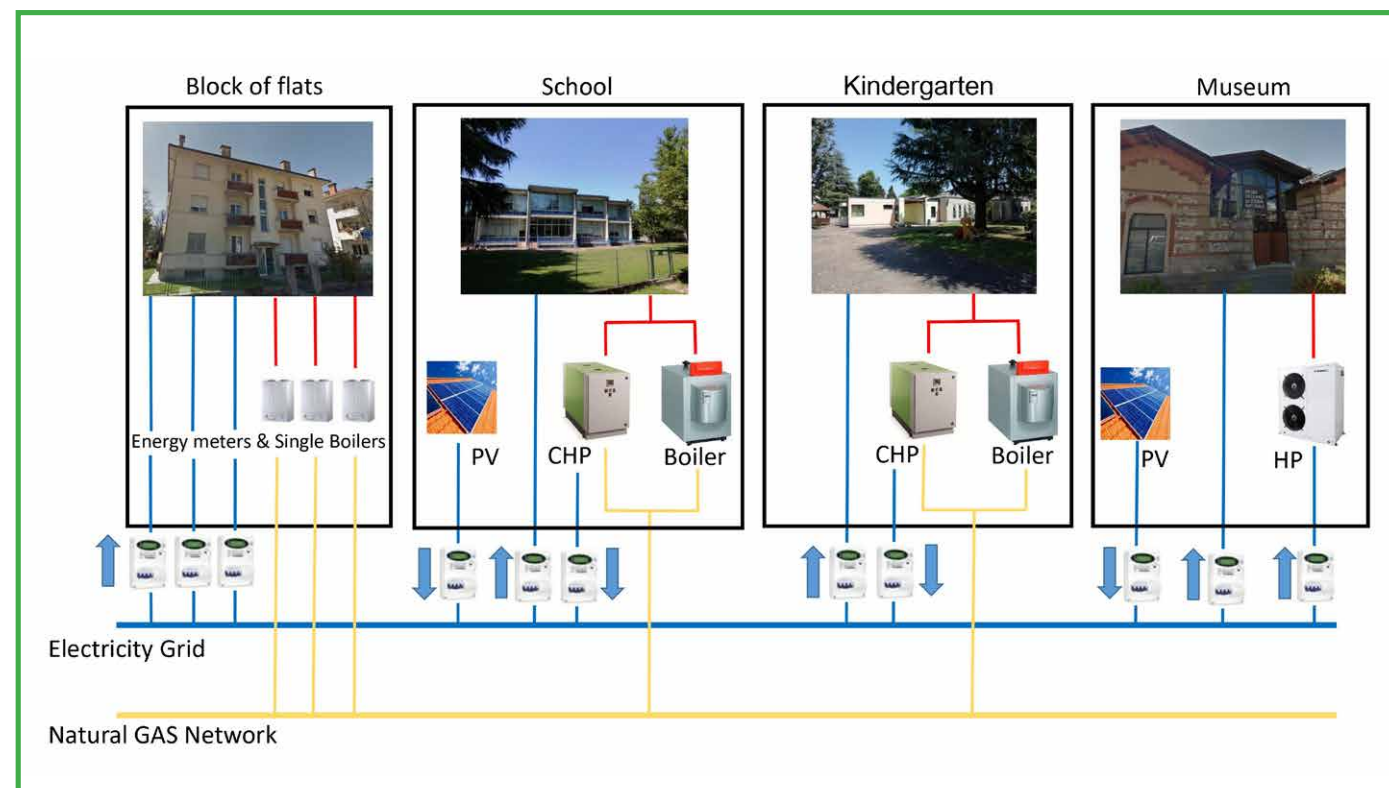 Block of flats
School
Kindergarten
Museum
Energy meters & Single Boilers
PV
CHP
Boiler
CHP
Boiler
PV
HP
Electricity Grid
Natural GAS Network